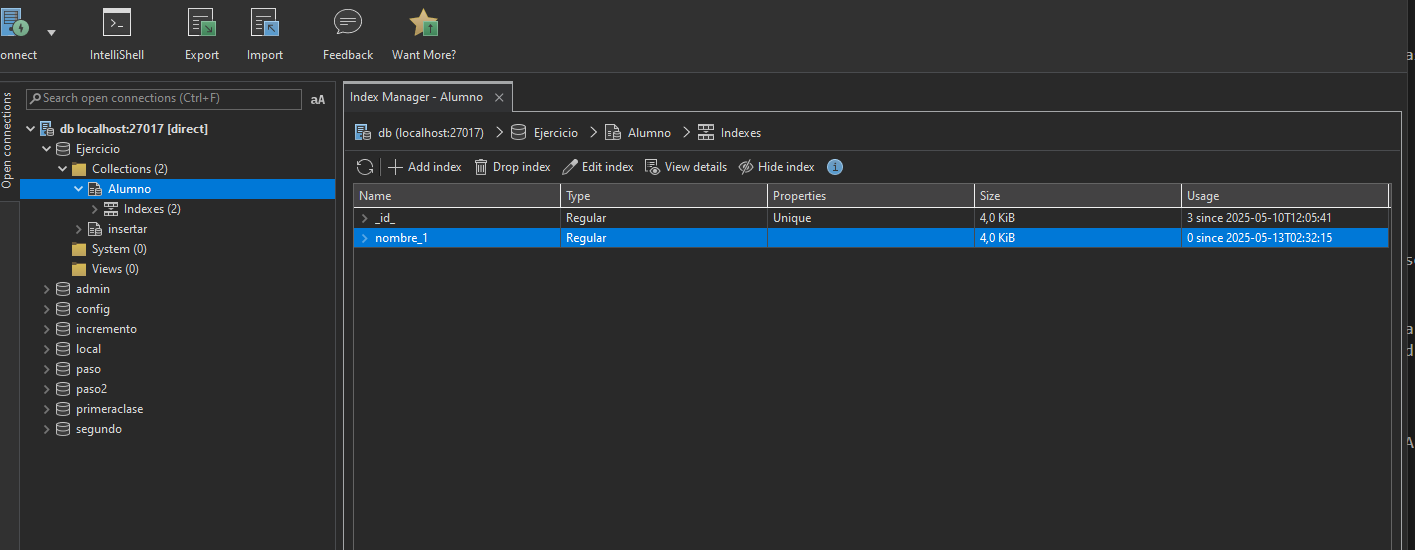 onnect
IntelliShell
Export
Import
Feedback
Want More?
Open connections
Search open connections (Ctrl+F)
aA
db localhost:27017 [direct]
Ejercicio
Collections (2)
Alumno
Indexes (2)
insertar
System (0)
Views (0)
admin
config
incremento
local
paso
paso2
primeraclase
segundo
Index Manager - Alumno
db (localhost:27017) Ejercicio Alumno Indexes
Add index Drop index Edit index View details Hide index
Name Type Properties Size Usage
_id_ Regular Unique 4,0 KiB 3 since 2025-05-10T12:05:41
nombre_1 Regular 4,0 KiB 0 since 2025-05-13T02:32:15